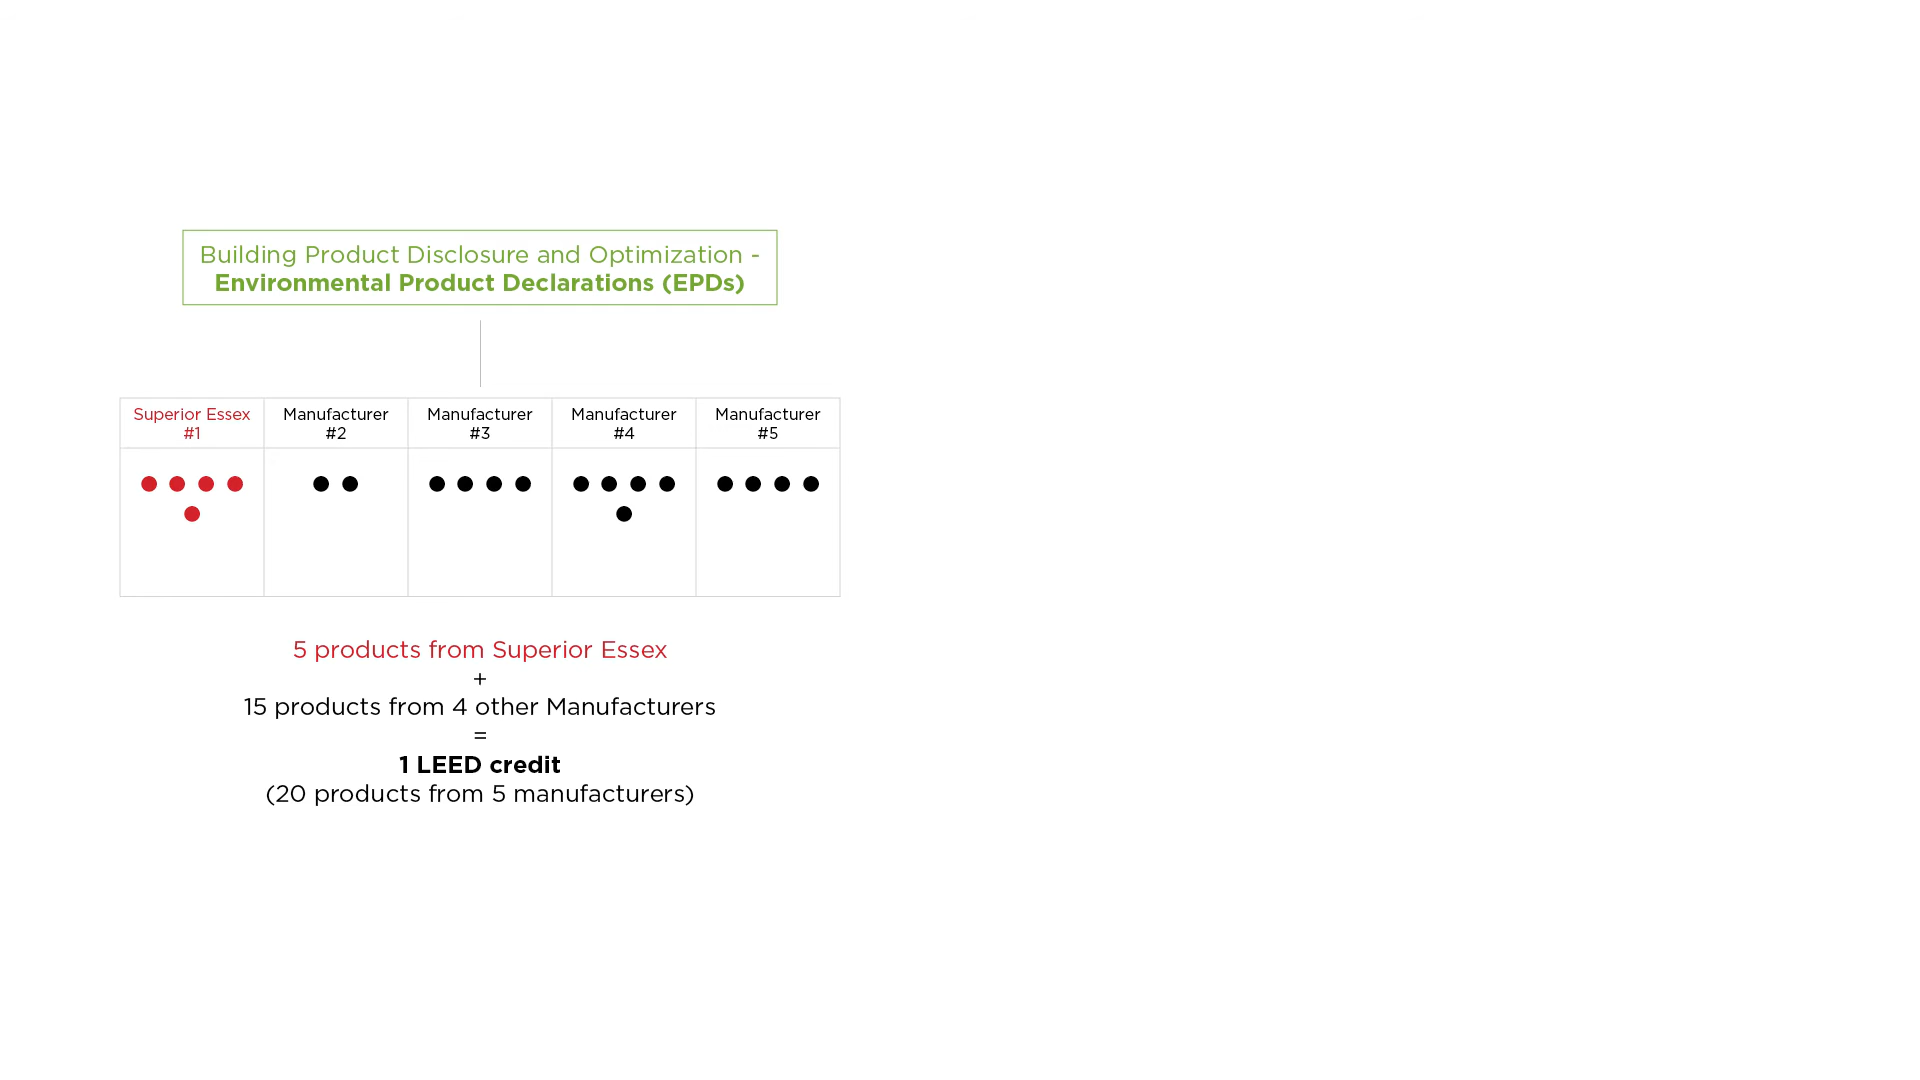 Building Product Disclosure and Optimization -
Environmental Product Declarations (EPDs)
Superior Essex
#1
Manufacturer
#2
Manufacturer
#3
Manufacturer
#4
Manufacturer
#5
5 products from Superior Essex
+
15 products from 4 other Manufacturers
=
1 LEED credit
(20 products from 5 manufacturers)